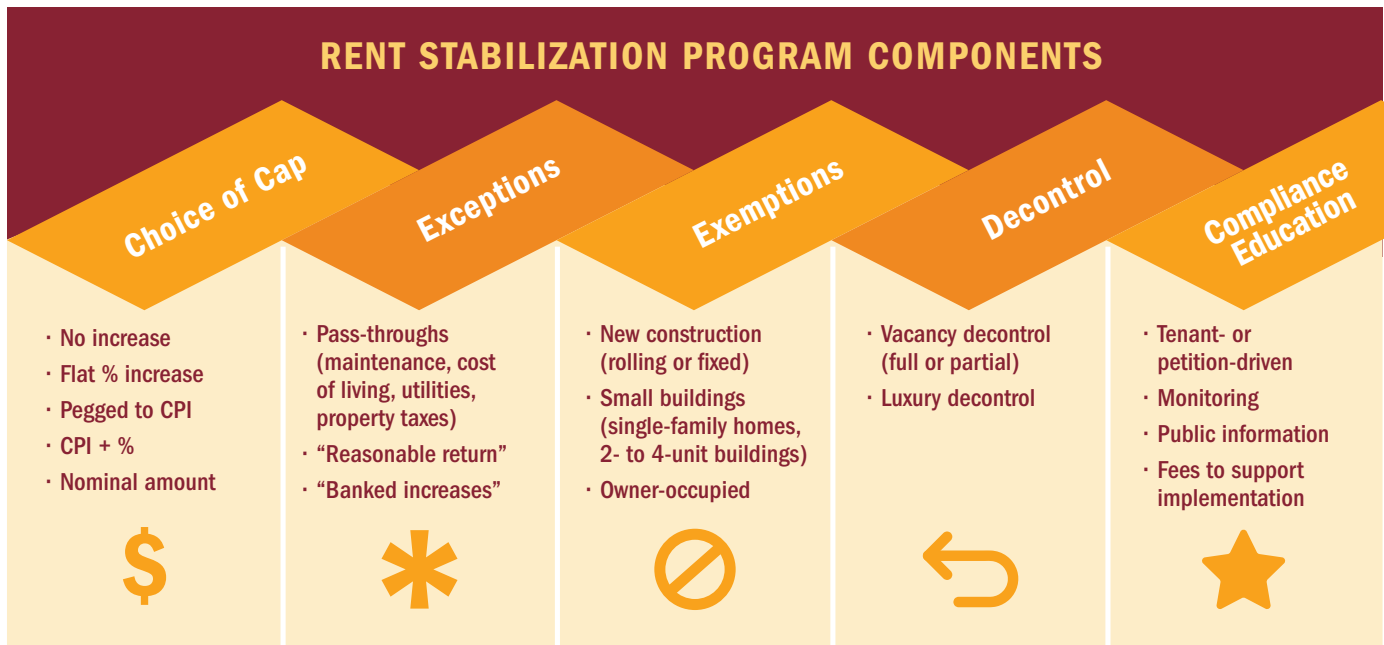 RENT STABILIZATION PROGRAM COMPONENTS
Choice of Cap
· No increase
· Flat % increase
· Pegged to CPI
· CPI + %
· Nominal amount
$
Exceptions
· Pass-throughs
(maintenance, cost
of living, utilities,
property taxes)
· “Reasonable return”
· “Banked increases”
Exemptions
· New construction
(rolling or fixed)
· Small buildings
(single-family homes,
2- to 4-unit buildings)
· Owner-occupied
Decontrol
· Vacancy decontrol
(full or partial)
· Luxury decontrol
Compliance
Education
· Tenant- or
petition-driven
· Monitoring
· Public information
· Fees to support
implementation